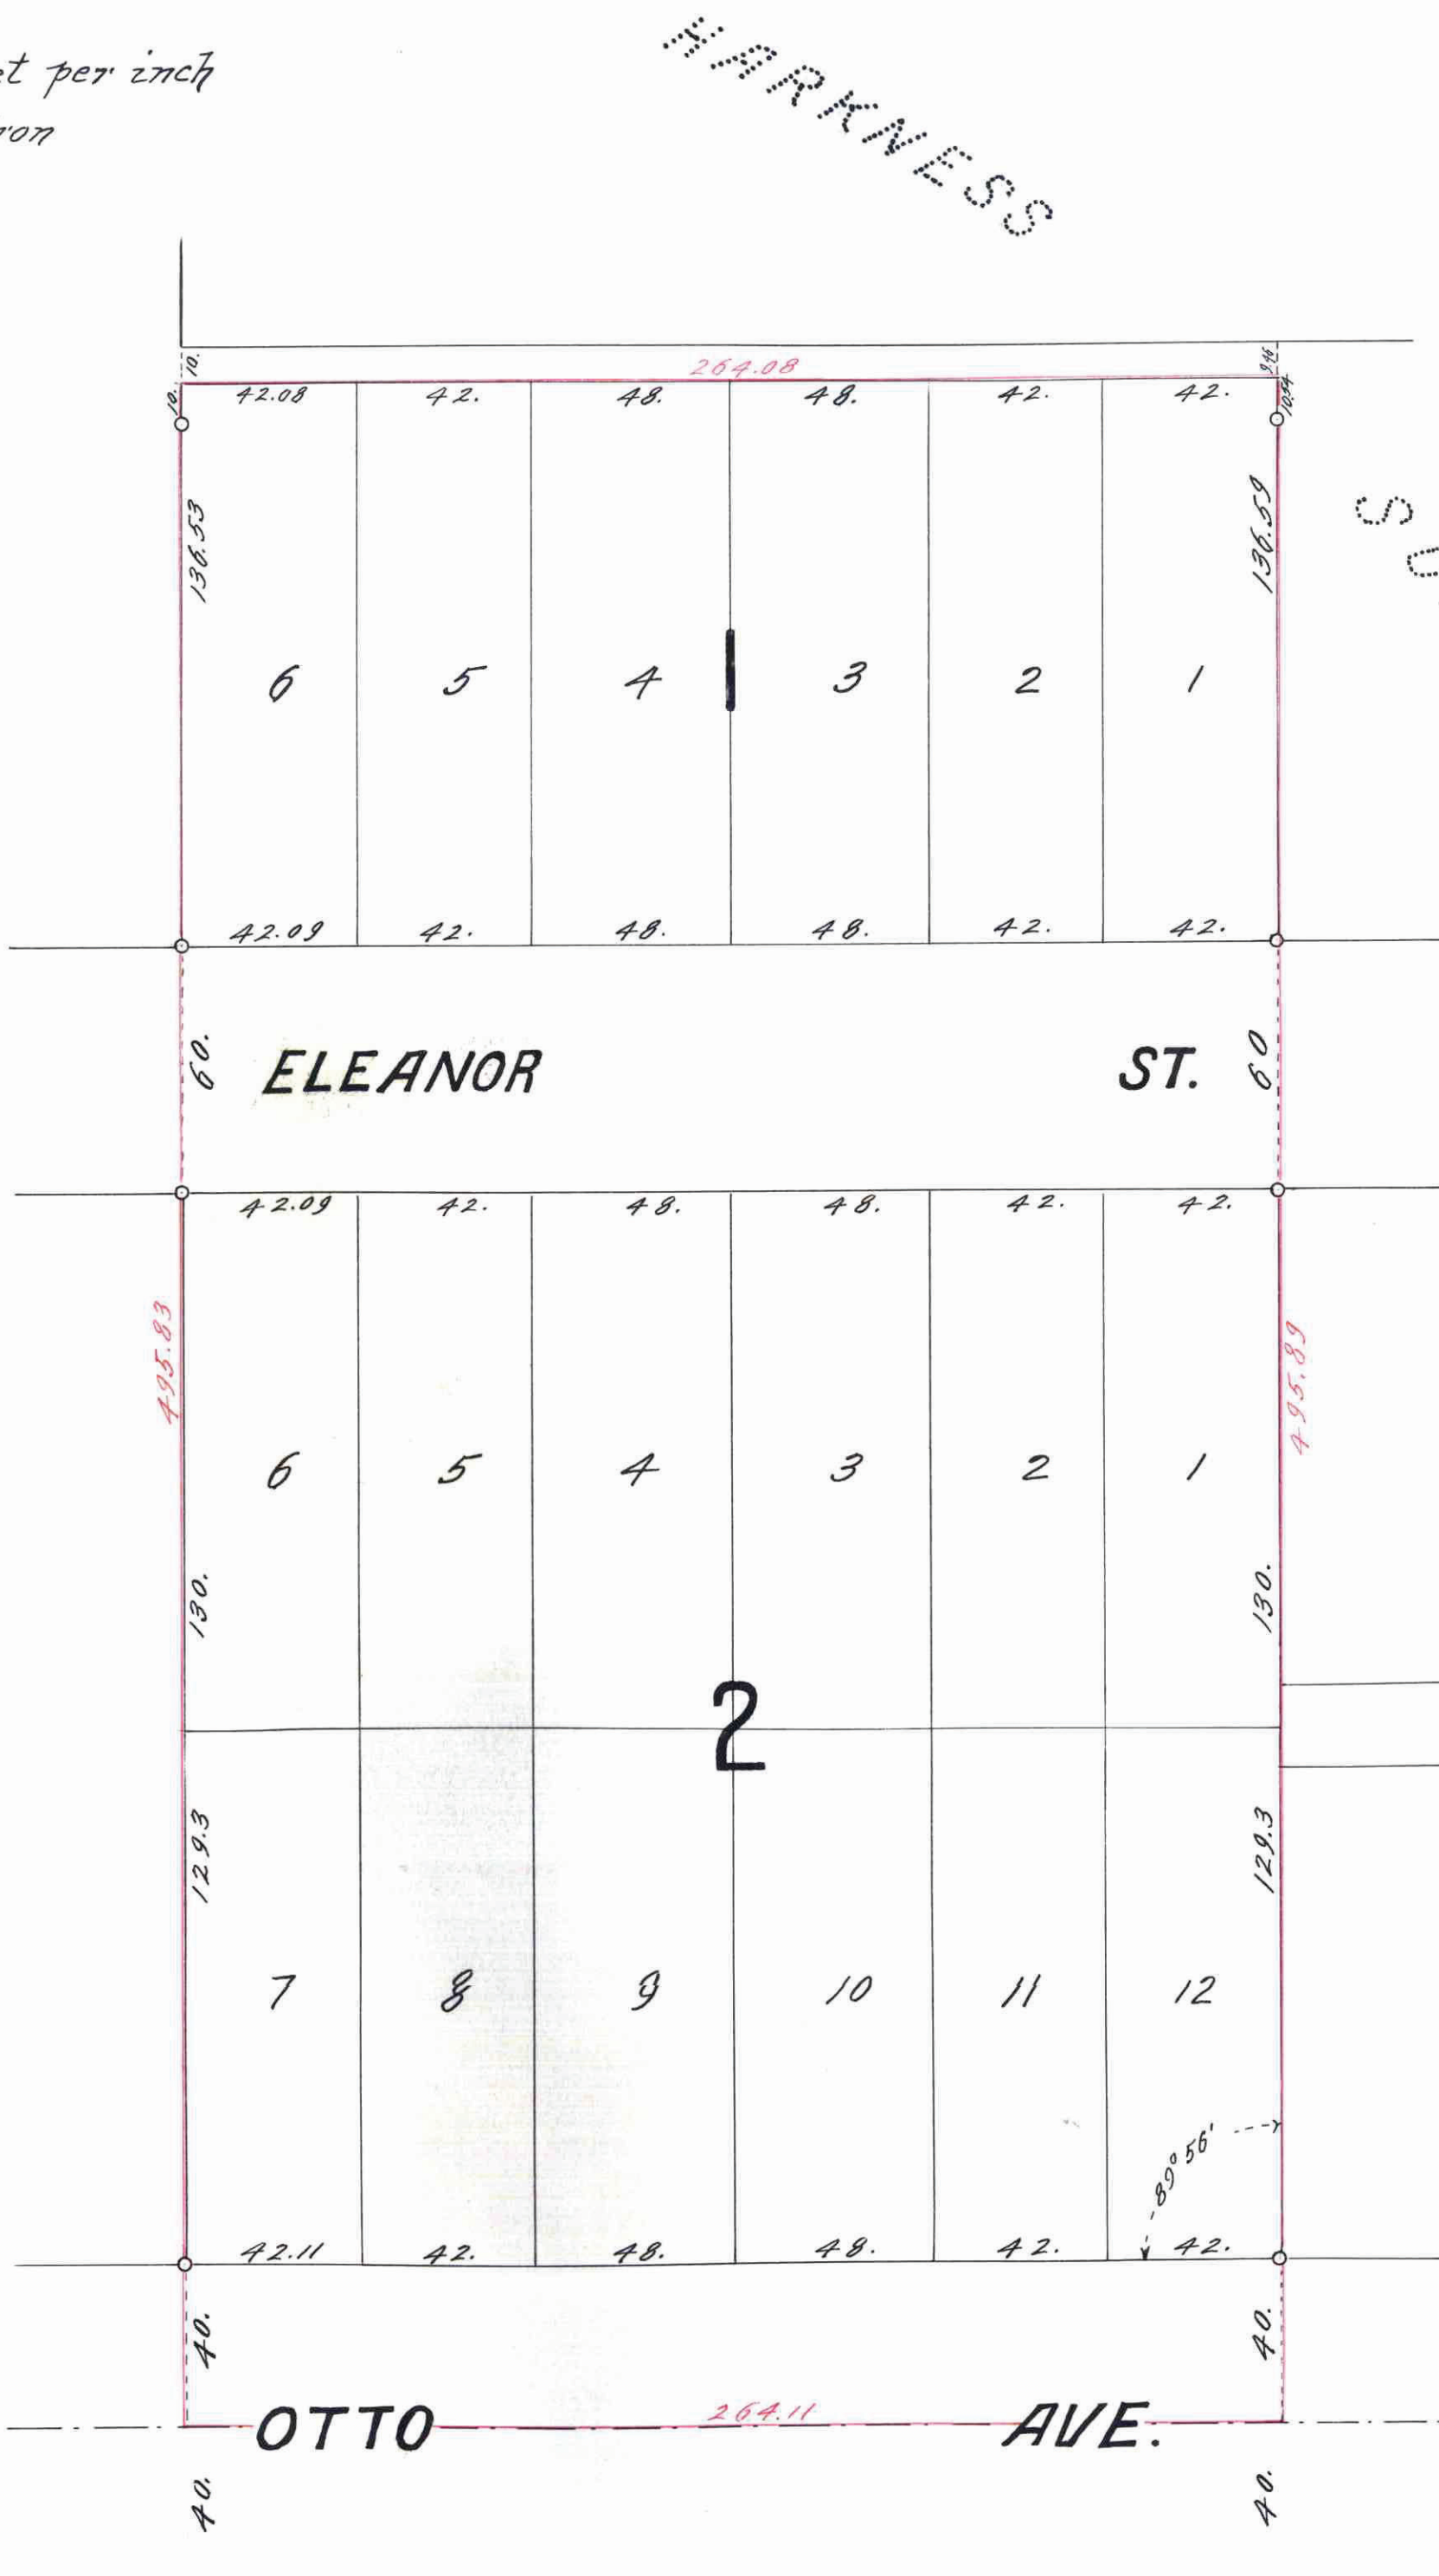 et per inch
ron
HARKNESS
SU
10.
264.08
9.46
10.
42.08 42. 48. 48. 42. 42.
10.54
136.53
136.59
6 5 4 1 3 2 1
42.09 42. 48. 48. 42. 42.
60. ELEANOR ST. 60
42.09 42. 48. 48. 42. 42.
495.83
495.89
6 5 4 3 2 1
130.
130.
2
129.3
129.3
7 8 9 10 11 12
89° 56'
42.11 42. 48. 48. 42. 42.
40.
40.
OTTO 264.11 AVE.
40.
40.